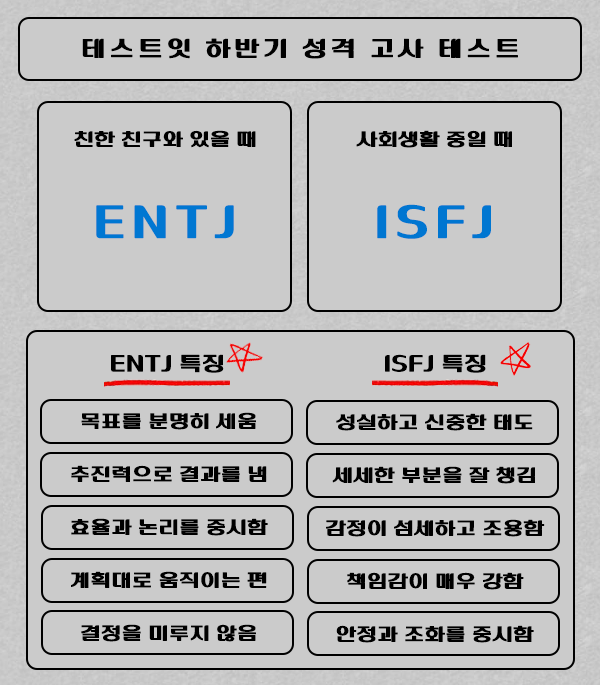 테스트잇 하반기 성격 고사 테스트
친한 친구와 있을 때
ENTJ
사회생활 중일 때
ISFJ
ENTJ 특징
목표를 분명히 세움
추진력으로 결과를 냄
효율과 논리를 중시함
계획대로 움직이는 편
결정을 미루지 않음
ISFJ 특징
성실하고 신중한 태도
세세한 부분을 잘 챙김
감정이 섬세하고 조용함
책임감이 매우 강함
안정과 조화를 중시함